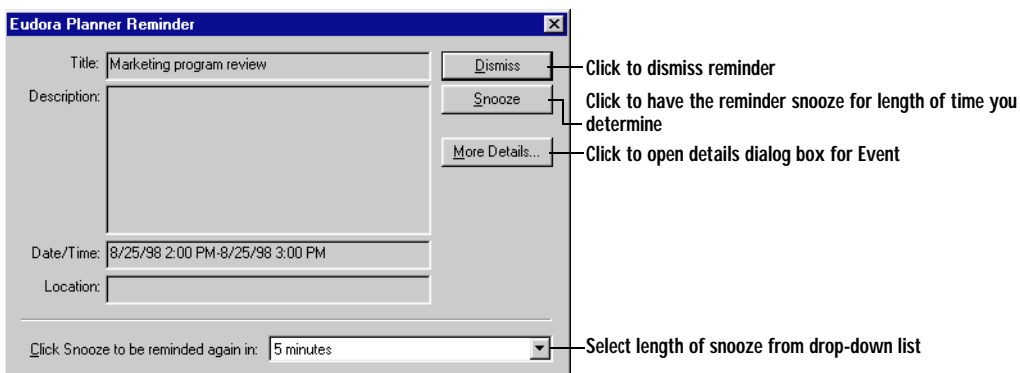 Eudora Planner Reminder
Title: Marketing program review
Dismiss
Click to dismiss reminder
Description:
Snooze
Click to have the reminder snooze for length of time you
determine
More Details...
Click to open details dialog box for Event
Date/Time: 8/25/98 2:00 PM-8/25/98 3:00 PM
Location:
Click Snooze to be reminded again in: 5 minutes
Select length of snooze from drop-down list